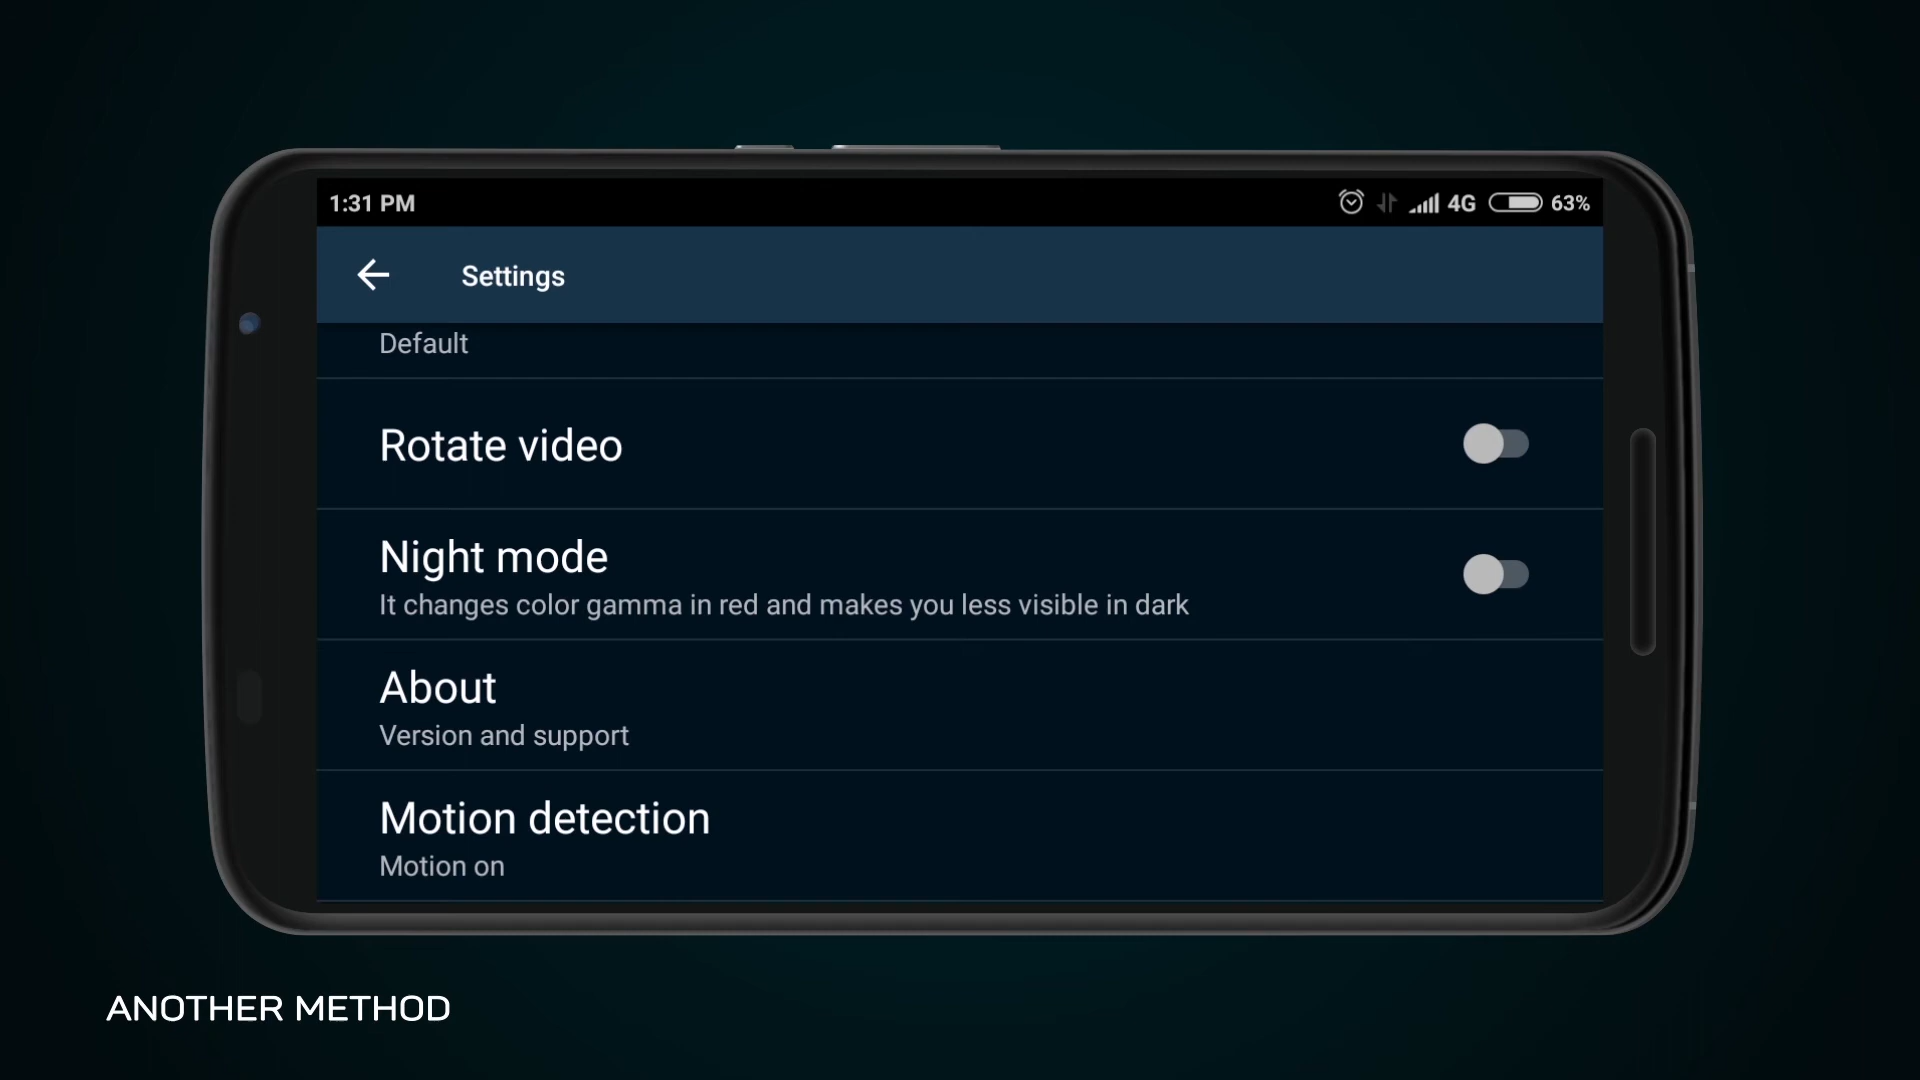 1:31 PM 4G 63%
Settings
Default
Rotate video
Night mode
It changes color gamma in red and makes you less visible in dark
About
Version and support
Motion detection
Motion on
ANOTHER METHOD